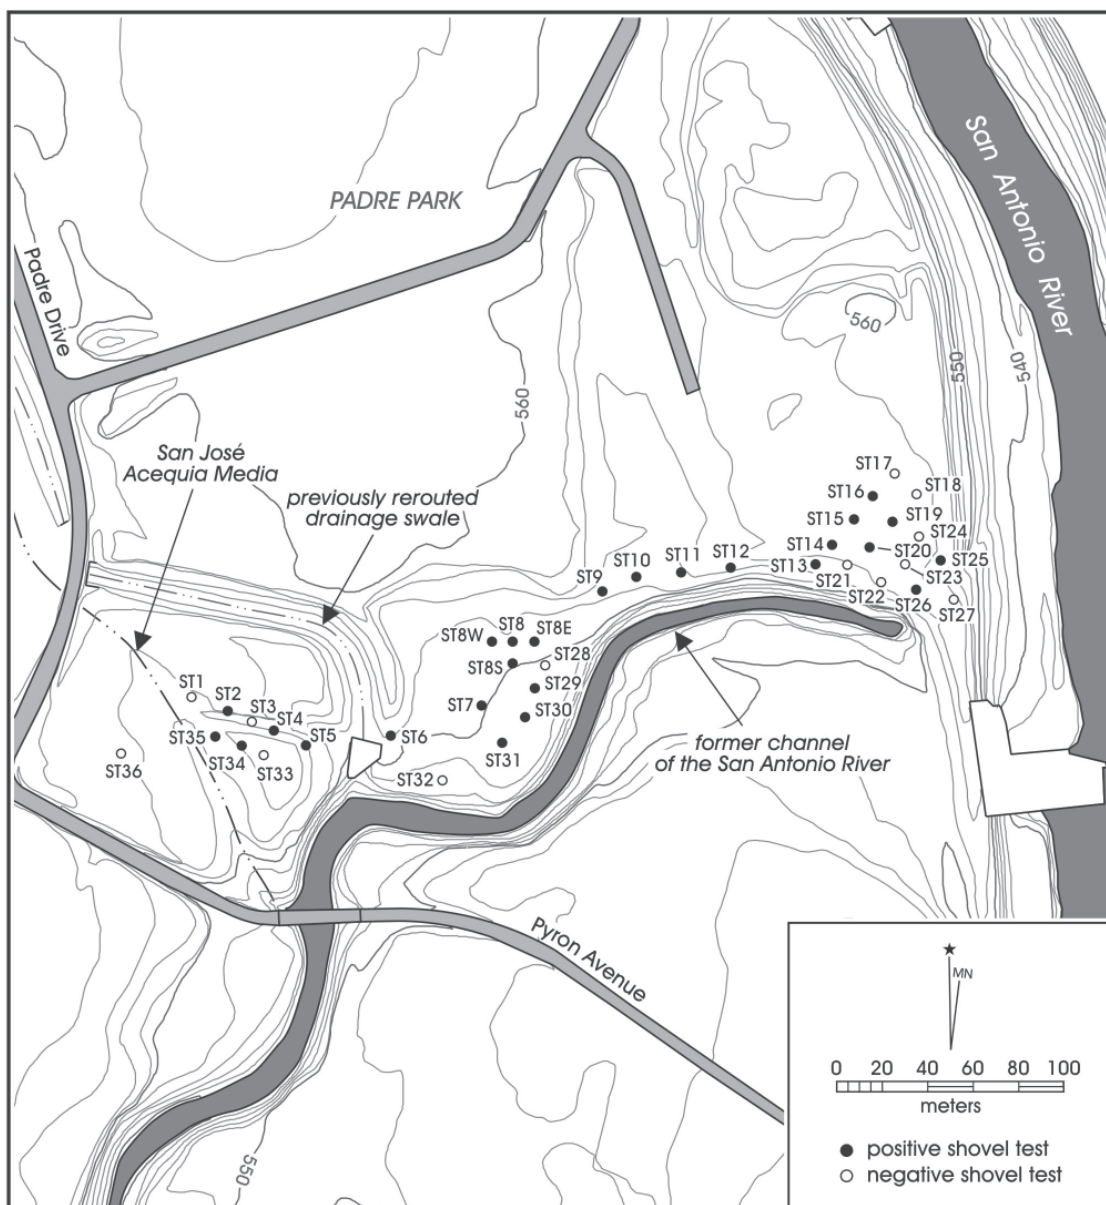 San Antonio River
PADRE PARK
Padre Drive
560
550
540
560
San José
Acequia Media
previously rerouted
drainage swale
ST17
ST18
ST16
ST19
ST15
ST24
ST14
ST20
ST25
ST13
ST23
ST21
ST22
ST26
ST27
ST12
ST11
ST10
ST9
ST8W
ST8
ST8E
ST28
ST8S
ST29
ST7
ST30
ST31
ST6
ST32
ST1
ST2
ST3
ST4
ST5
ST35
ST34
ST33
ST36
former channel
of the San Antonio River
Pyron Avenue
550
MN
0 20 40 60 80 100
meters
positive shovel test
negative shovel test